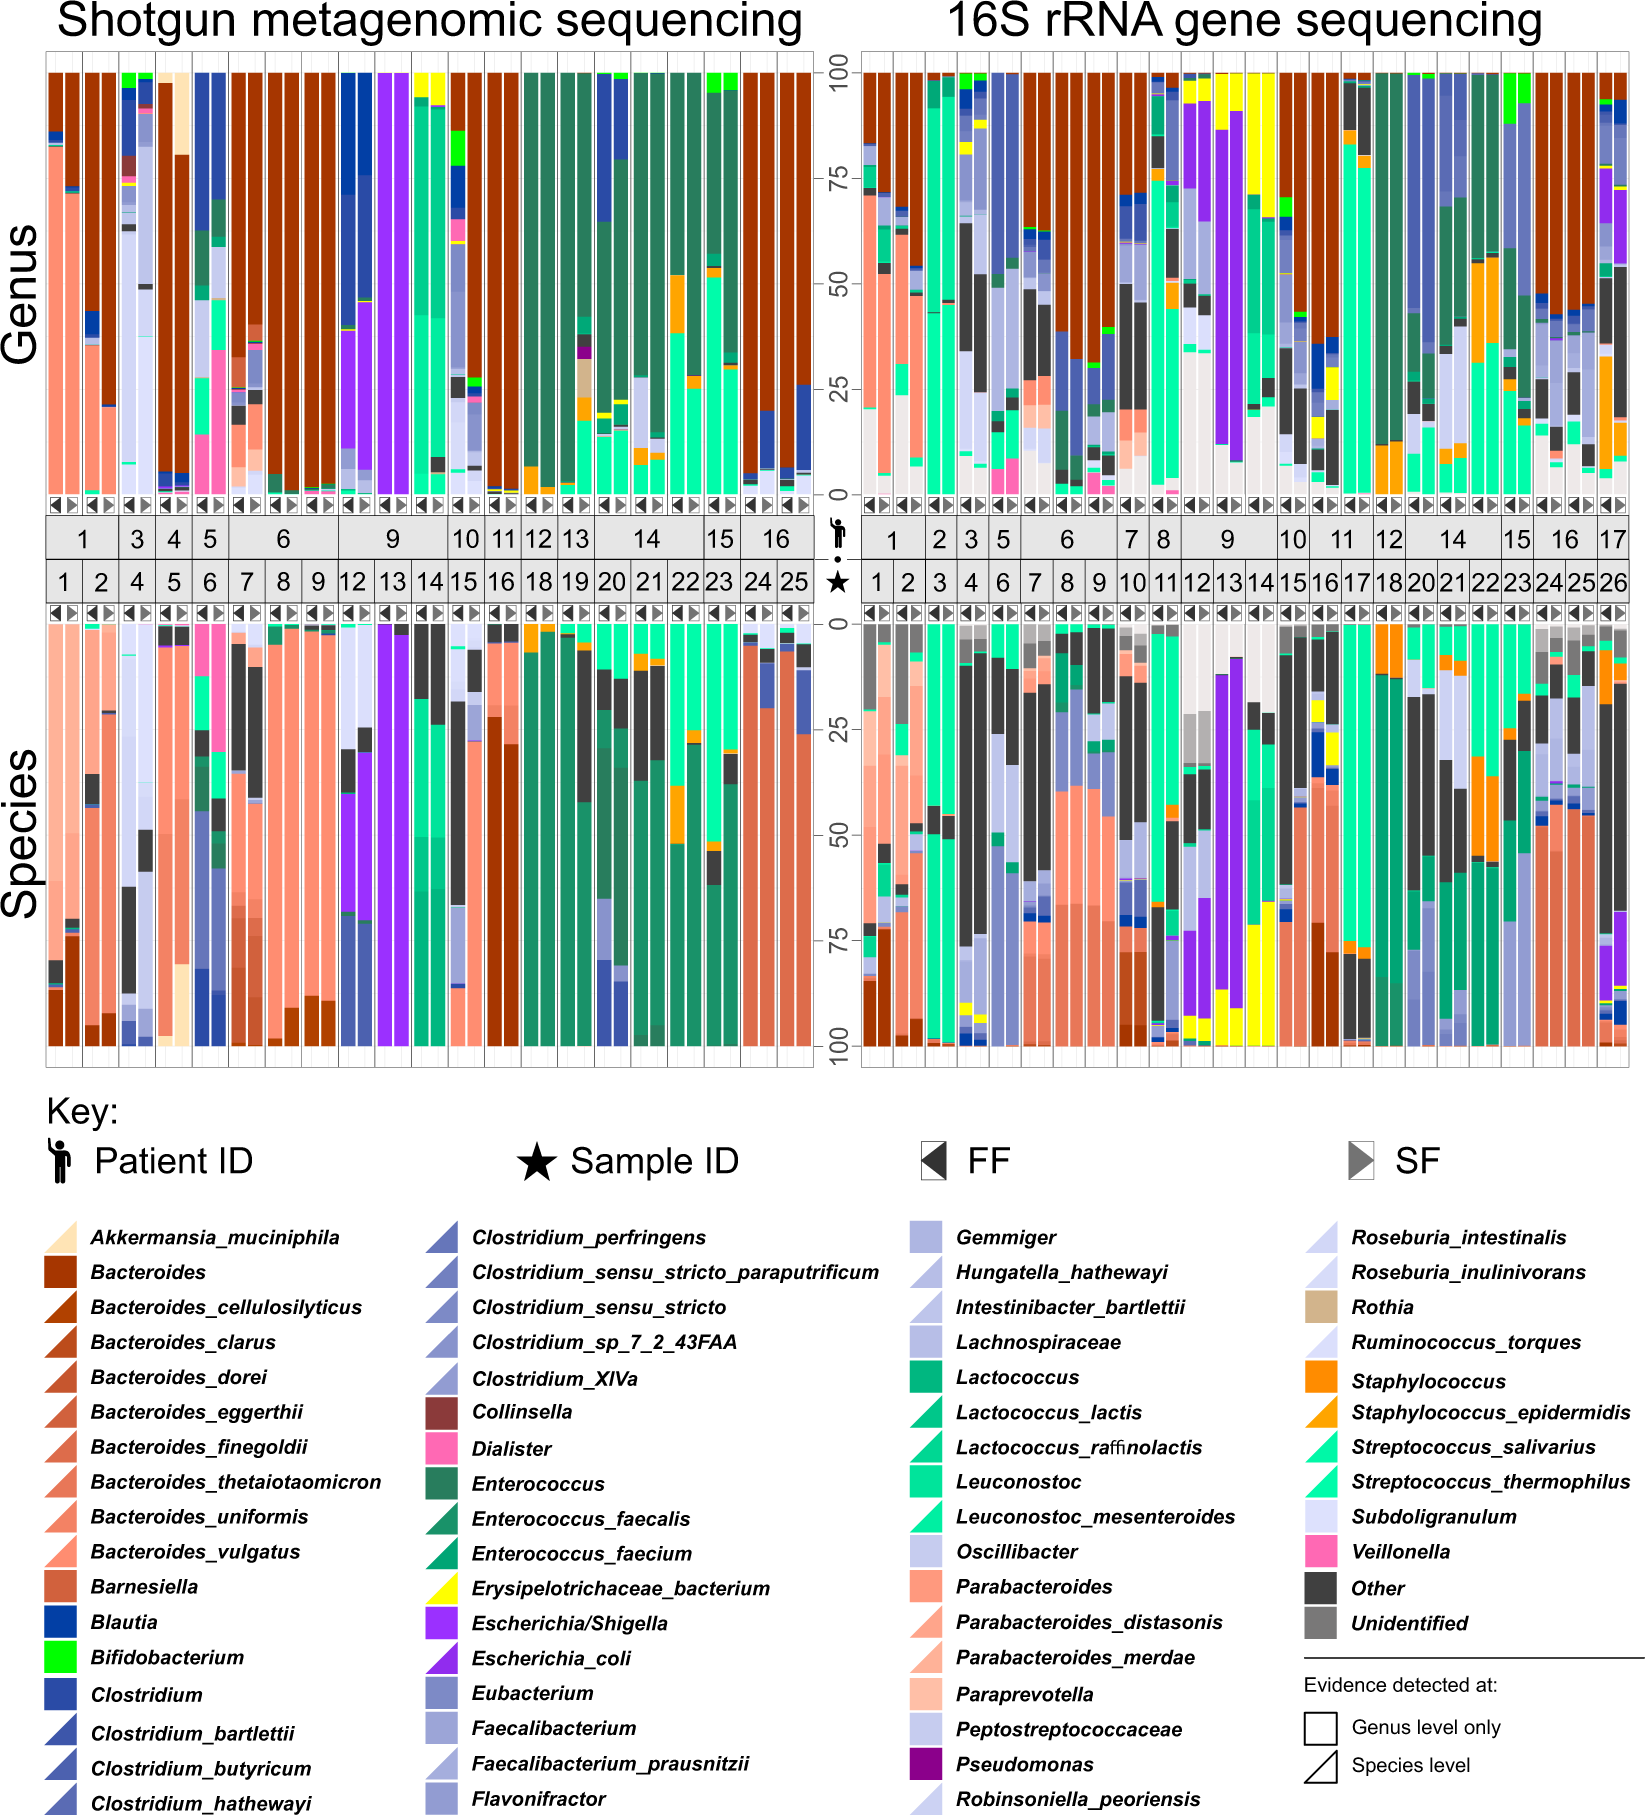 Shotgun metagenomic sequencing
16S rRNA gene sequencing
Genus
100
75
50
25
0
1 3 4 5 6 9 10 11 12 13 14 15 16
1 2 3 5 6 7 8 9 10 11 12 14 15 16 17
1 2 4 5 6 7 8 9 12 13 14 15 16 18 19 20 21 22 23 24 25
1 2 3 4 6 7 8 9 10 11 12 13 14 15 16 17 18 20 21 22 23 24 25 26
Species
0
25
50
75
100
Key:
Patient ID
Sample ID
FF
SF
Akkermansia_muciniphila
Bacteroides
Bacteroides_cellulosilyticus
Bacteroides_clarus
Bacteroides_dorei
Bacteroides_eggerthii
Bacteroides_finegoldii
Bacteroides_thetaiotaomicron
Bacteroides_uniformis
Bacteroides_vulgatus
Barnesiella
Blautia
Bifidobacterium
Clostridium
Clostridium_bartlettii
Clostridium_butyricum
Clostridium_hathewayi
Clostridium_perfringens
Clostridium_sensu_stricto_paraputrificum
Clostridium_sensu_stricto
Clostridium_sp_7_2_43FAA
Clostridium_XIVa
Collinsella
Dialister
Enterococcus
Enterococcus_faecalis
Enterococcus_faecium
Erysipelotrichaceae_bacterium
Escherichia/Shigella
Escherichia_coli
Eubacterium
Faecalibacterium
Faecalibacterium_prausnitzii
Flavonifractor
Gemmiger
Hungatella_hathewayi
Intestinibacter_bartlettii
Lachnospiraceae
Lactococcus
Lactococcus_lactis
Lactococcus_raffinolactis
Leuconostoc
Leuconostoc_mesenteroides
Oscillibacter
Parabacteroides
Parabacteroides_distasonis
Parabacteroides_merdae
Paraprevotella
Peptostreptococcaceae
Pseudomonas
Robinsoniella_peoriensis
Roseburia_intestinalis
Roseburia_inulinivorans
Rothia
Ruminococcus_torques
Staphylococcus
Staphylococcus_epidermidis
Streptococcus_salivarius
Streptococcus_thermophilus
Subdoligranulum
Veillonella
Other
Unidentified
Evidence detected at:
Genus level only
Species level